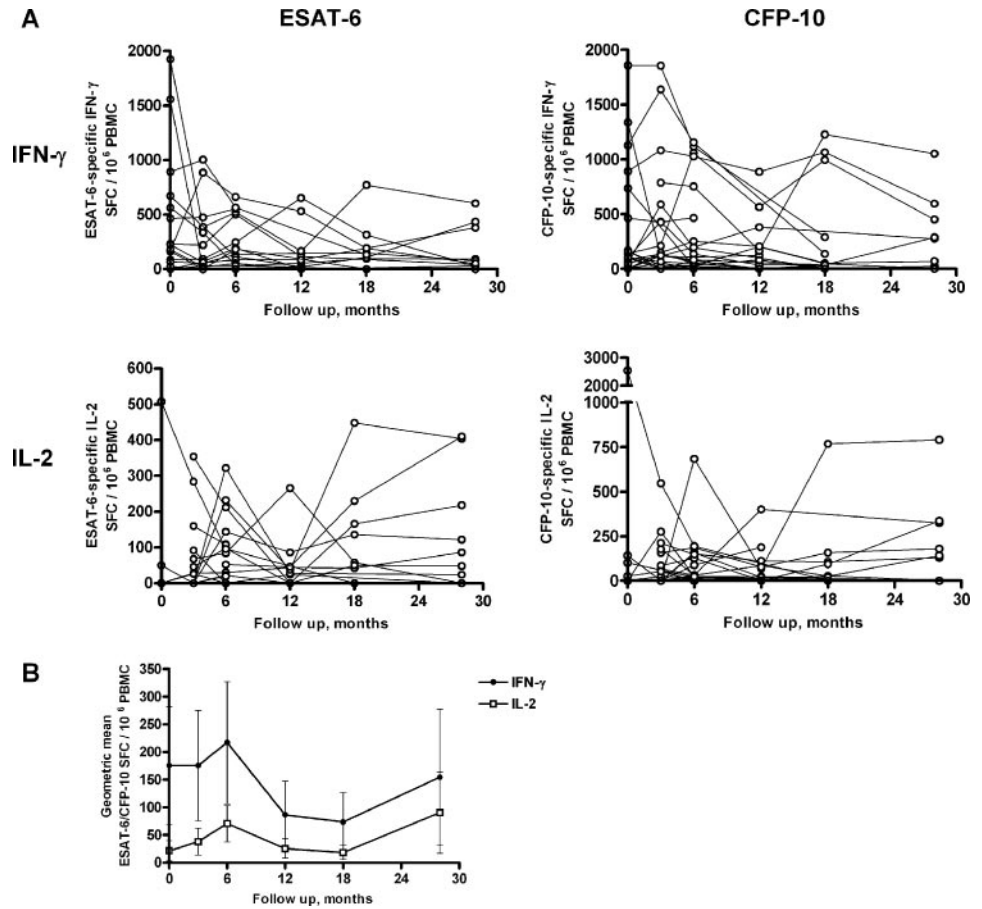 A
ESAT-6
CFP-10
IFN-γ
ESAT-6-specific IFN-γ
SFC / 10⁶ PBMC
2000
1500
1000
500
0
0 6 12 18 24 30
Follow up, months
CFP-10-specific IFN-γ
SFC / 10⁶ PBMC
2000
1500
1000
500
0
0 6 12 18 24 30
Follow up, months
IL-2
ESAT-6-specific IL-2
SFC / 10⁶ PBMC
600
500
400
300
200
100
0
0 6 12 18 24 30
Follow up, months
CFP-10-specific IL-2
SFC / 10⁶ PBMC
3000
2000
1000
750
500
250
0
0 6 12 18 24 30
Follow up, months
B
Geometric mean
ESAT-6/CFP-10 SFC / 10⁶ PBMC
350
300
250
200
150
100
50
0
0 6 12 18 24 30
Follow up, months
IFN-γ
IL-2